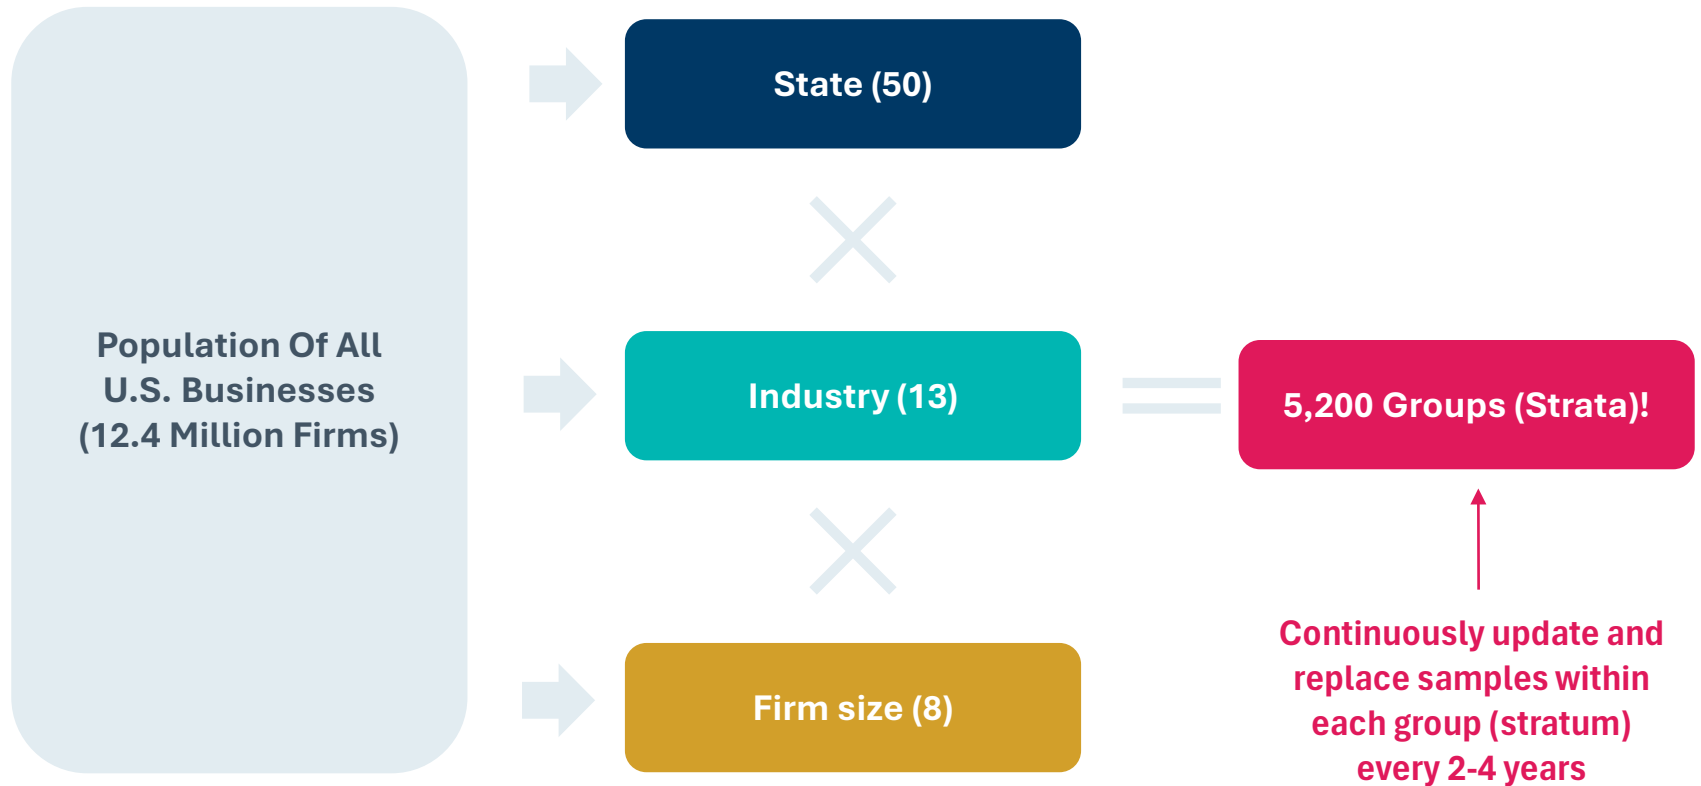 State (50)
Population Of All
U.S. Businesses
(12.4 Million Firms)
Industry (13)
5,200 Groups (Strata)!
Firm size (8)
Continuously update and
replace samples within
each group (stratum)
every 2-4 years